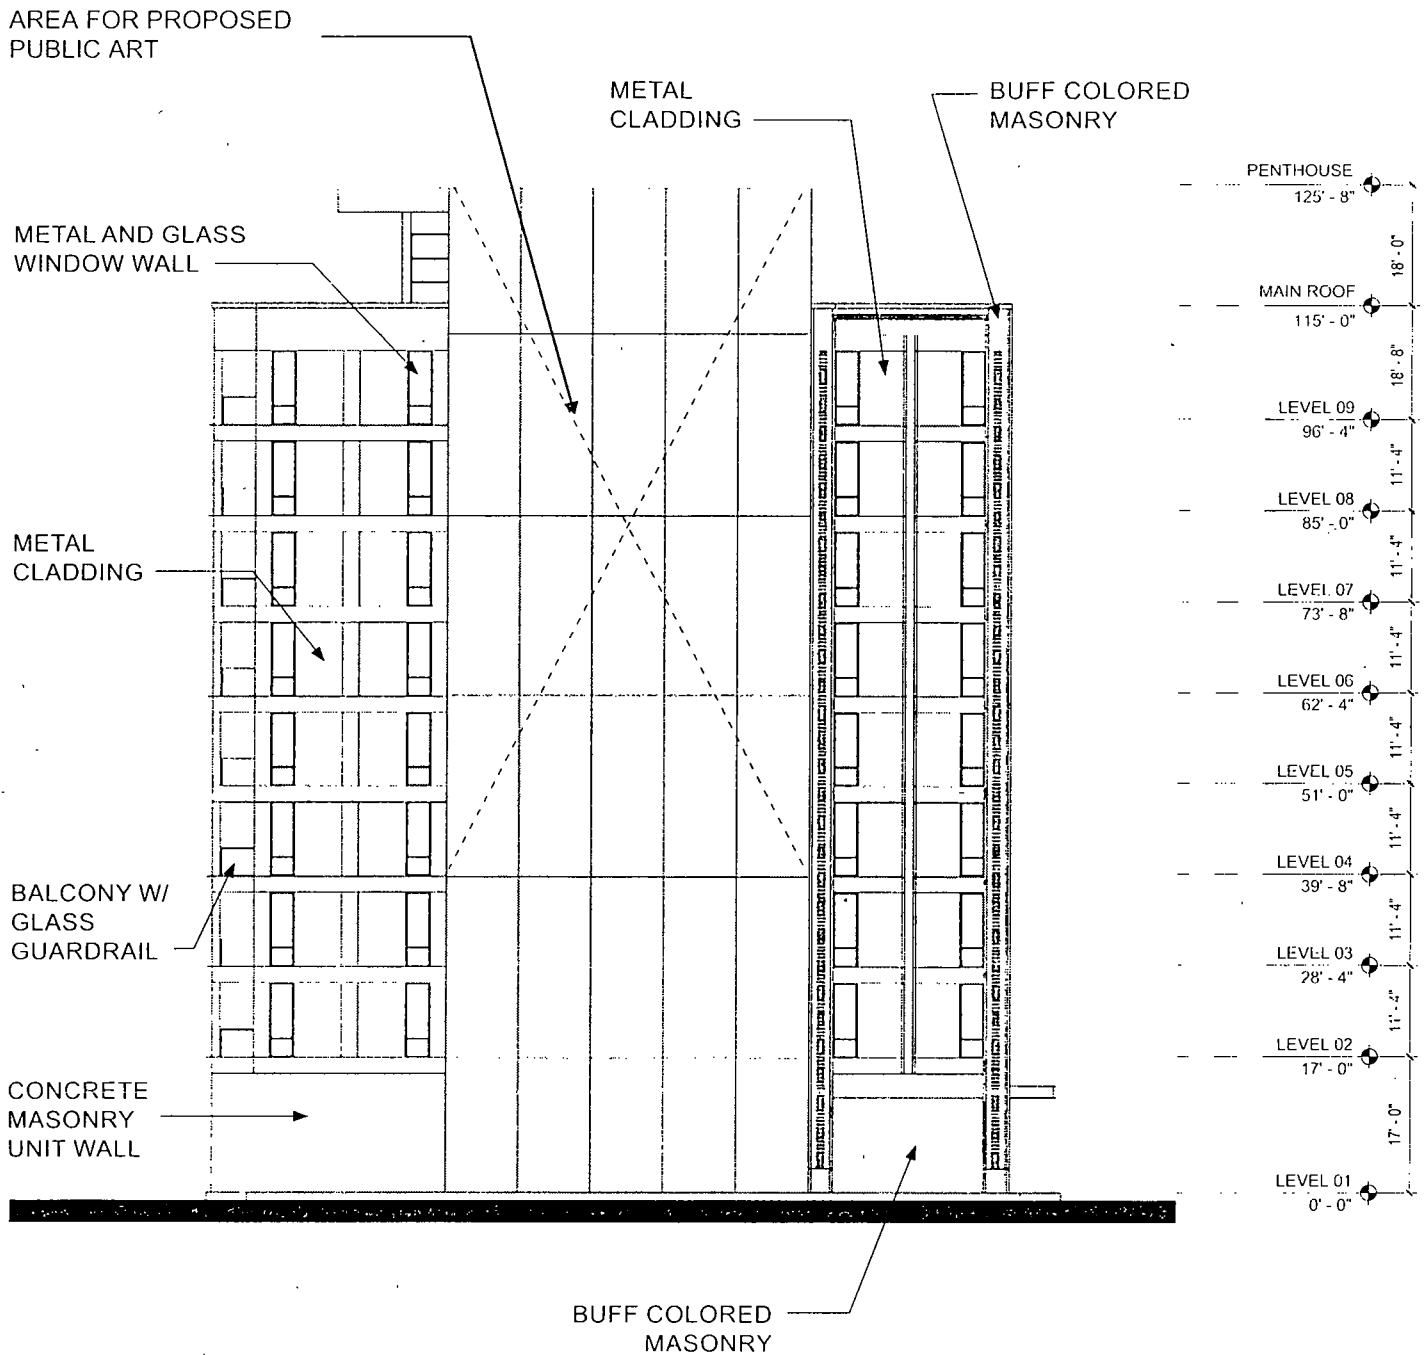 AREA FOR PROPOSED
PUBLIC ART
METAL
CLADDING
BUFF COLORED
MASONRY
METAL AND GLASS
WINDOW WALL
METAL
CLADDING
BALCONY W/
GLASS
GUARDRAIL
CONCRETE
MASONRY
UNIT WALL
BUFF COLORED
MASONRY
PENTHOUSE
125' - 8"
18' - 0"
MAIN ROOF
115' - 0"
18' - 8"
LEVEL 09
96' - 4"
11' - 4"
LEVEL 08
85' - 0"
11' - 4"
LEVEL 07
73' - 8"
11' - 4"
LEVEL 06
62' - 4"
11' - 4"
LEVEL 05
51' - 0"
11' - 4"
LEVEL 04
39' - 8"
11' - 4"
LEVEL 03
28' - 4"
11' - 4"
LEVEL 02
17' - 0"
17' - 0"
LEVEL 01
0' - 0"